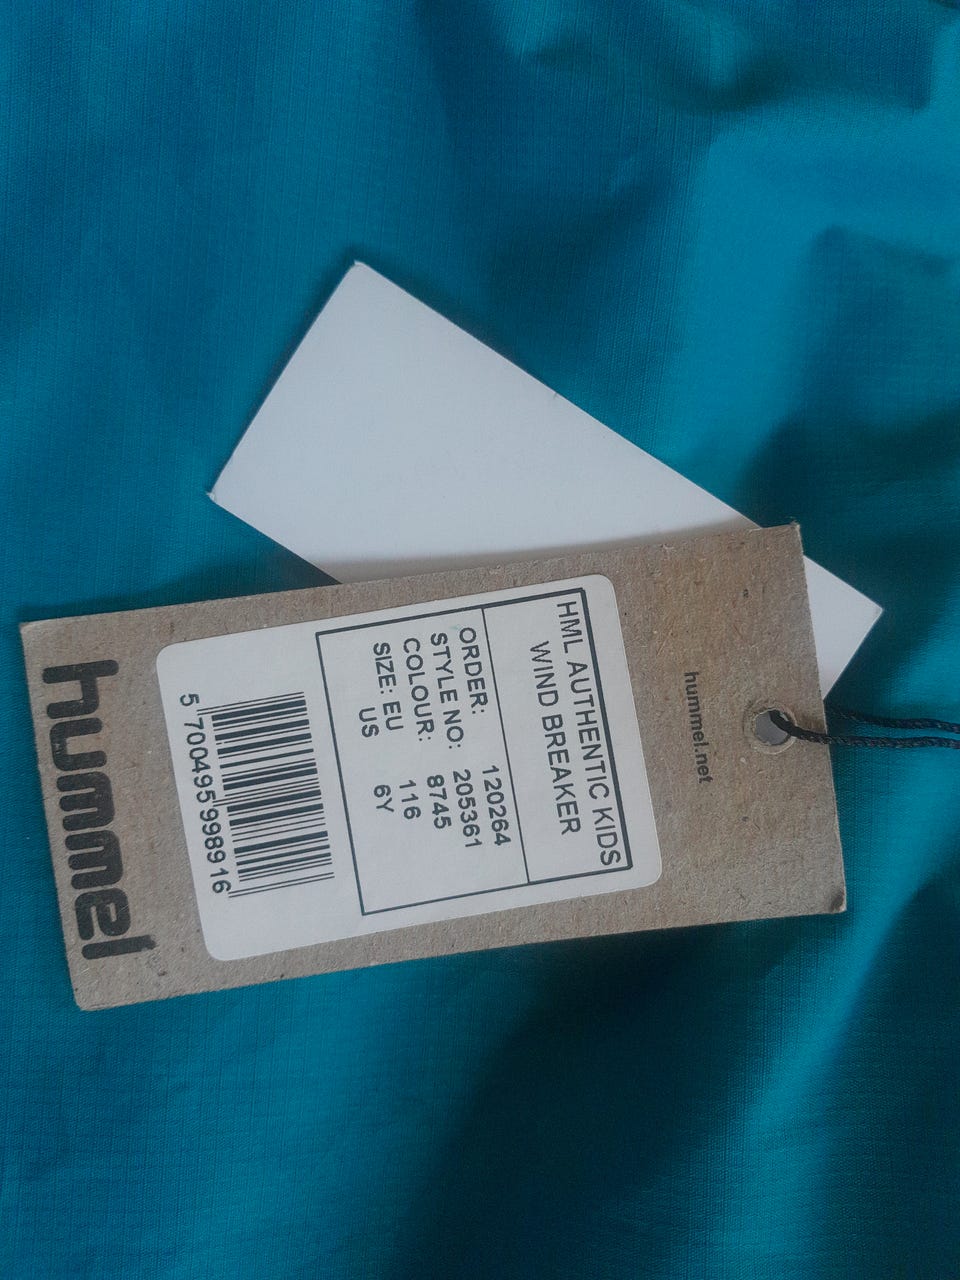 hummel.net
HML AUTHENTIC KIDS
WIND BREAKER
ORDER: 120264
STYLE NO: 205361
COLOUR: 8745
SIZE: EU 116
US 6Y
5 700495 998916
hummel